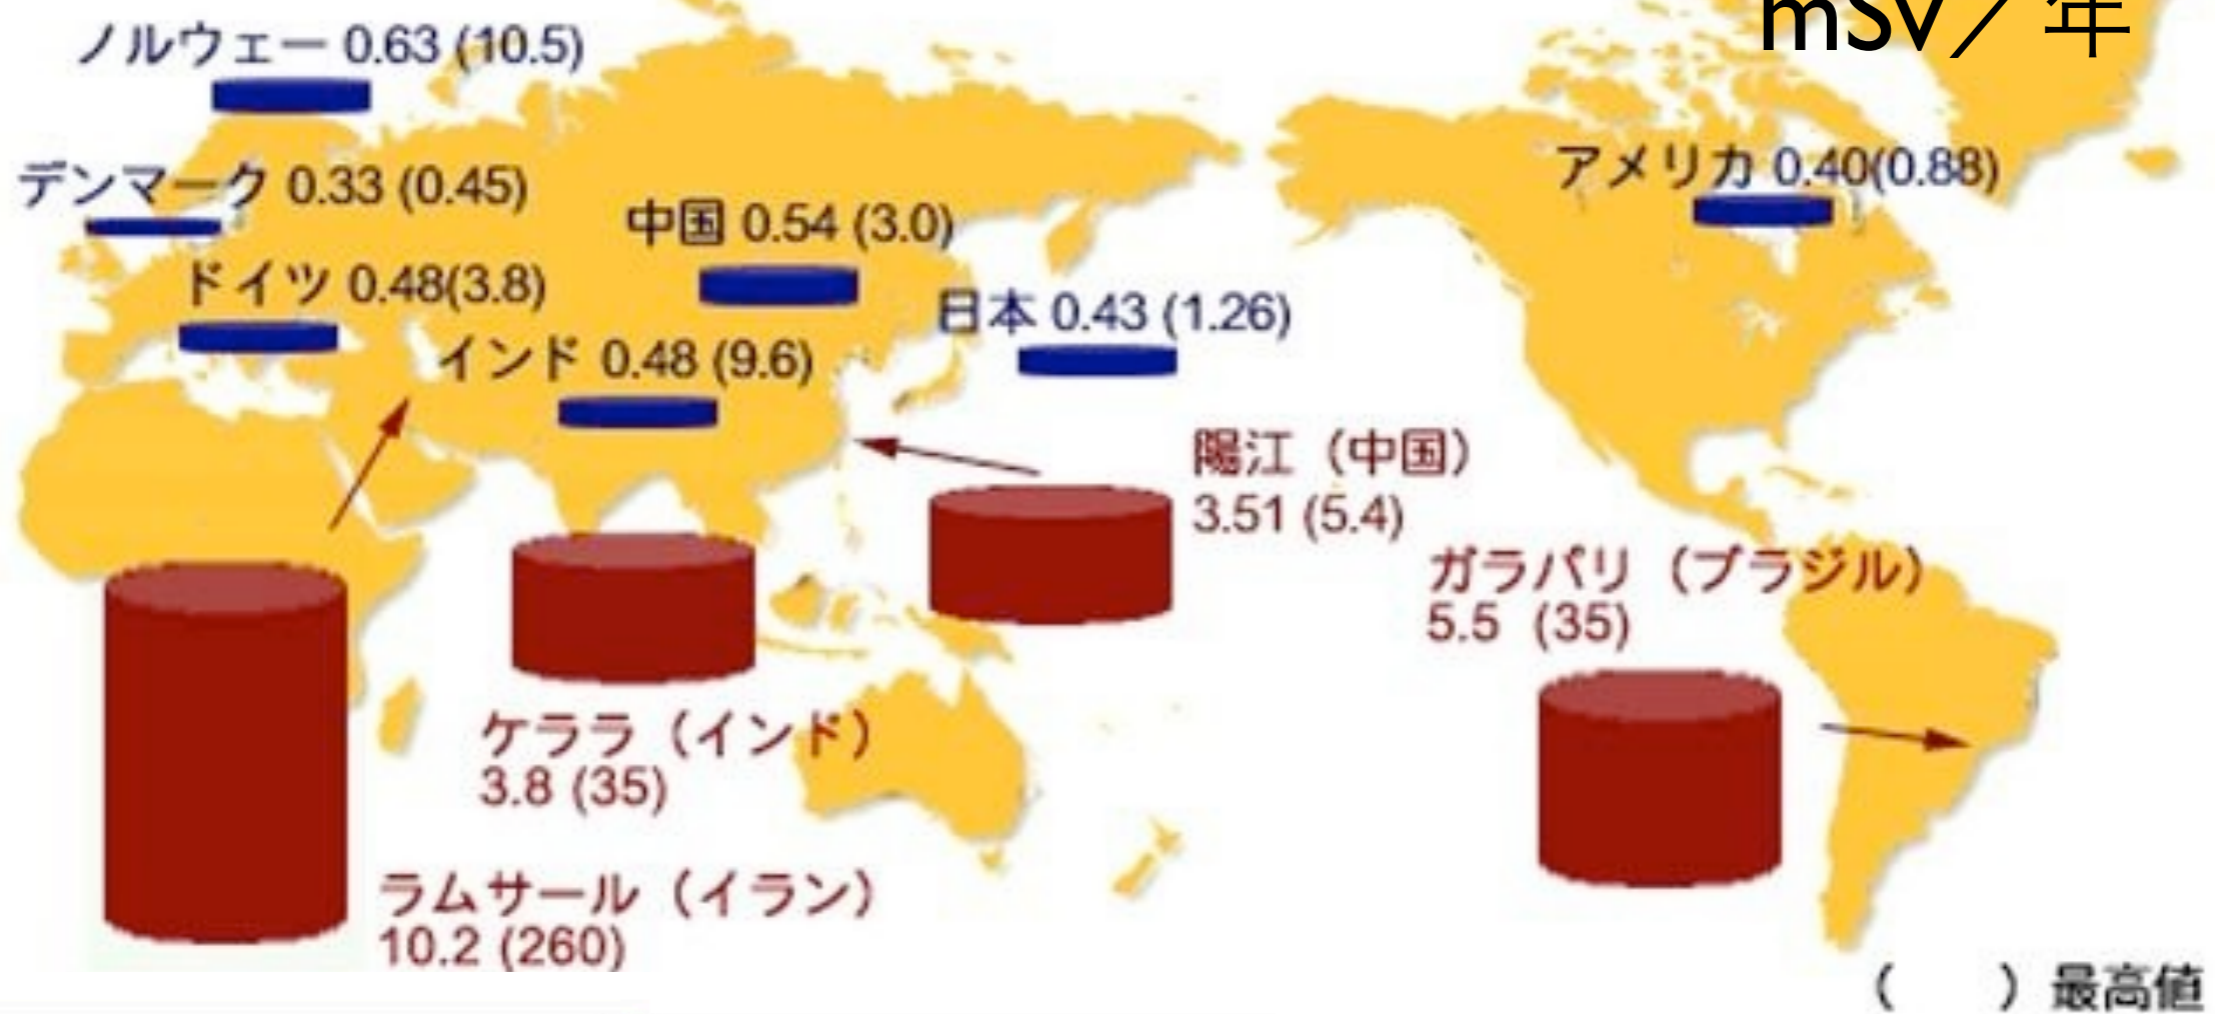 mSv／年
ノルウェー 0.63 (10.5)
デンマーク 0.33 (0.45)
アメリカ 0.40(0.88)
中国 0.54 (3.0)
ドイツ 0.48(3.8)
日本 0.43 (1.26)
インド 0.48 (9.6)
陽江（中国）
3.51 (5.4)
ガラパリ（ブラジル）
5.5 (35)
ケララ（インド）
3.8 (35)
ラムサール（イラン）
10.2 (260)
（　　）最高値